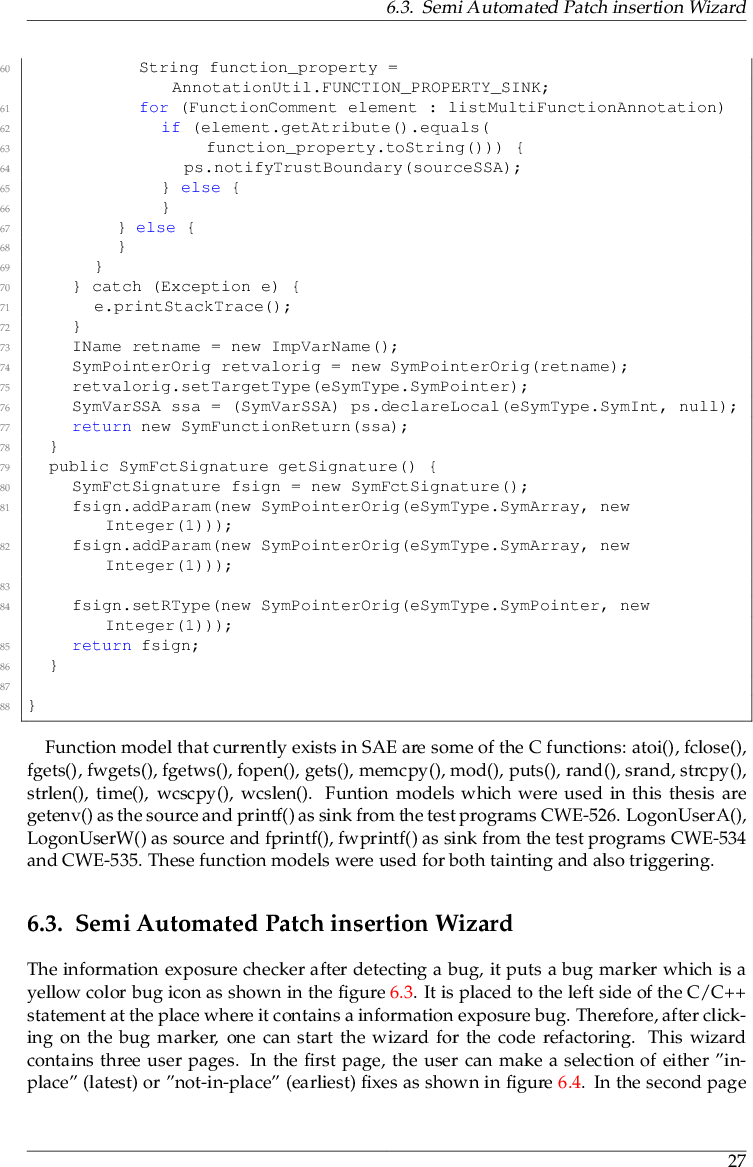 6.3. Semi Automated Patch insertion Wizard
60 String function_property =
AnnotationUtil.FUNCTION_PROPERTY_SINK;
61 for (FunctionComment element : listMultiFunctionAnnotation)
62 if (element.getAtribute().equals(
63 function_property.toString())) {
64 ps.notifyTrustBoundary(sourceSSA);
65 } else {
66 }
67 } else {
68 }
69 }
70 } catch (Exception e) {
71 e.printStackTrace();
72 }
73 IName retname = new ImpVarName();
74 SymPointerOrig retvalorig = new SymPointerOrig(retname);
75 retvalorig.setTargetType(eSymType.SymPointer);
76 SymVarSSA ssa = (SymVarSSA) ps.declareLocal(eSymType.SymInt, null);
77 return new SymFunctionReturn(ssa);
78 }
79 public SymFctSignature getSignature() {
80 SymFctSignature fsign = new SymFctSignature();
81 fsign.addParam(new SymPointerOrig(eSymType.SymArray, new
Integer(1)));
82 fsign.addParam(new SymPointerOrig(eSymType.SymArray, new
Integer(1)));
83
84 fsign.setRType(new SymPointerOrig(eSymType.SymPointer, new
Integer(1)));
85 return fsign;
86 }
87
88 }
Function model that currently exists in SAE are some of the C functions: atoi(), fclose(),
fgets(), fwgets(), fgetws(), fopen(), gets(), memcpy(), mod(), puts(), rand(), srand, strcpy(),
strlen(), time(), wcscpy(), wcslen(). Funtion models which were used in this thesis are
getenv() as the source and printf() as sink from the test programs CWE-526. LogonUserA(),
LogonUserW() as source and fprintf(), fwprintf() as sink from the test programs CWE-534
and CWE-535. These function models were used for both tainting and also triggering.
6.3. Semi Automated Patch insertion Wizard
The information exposure checker after detecting a bug, it puts a bug marker which is a
yellow color bug icon as shown in the figure 6.3. It is placed to the left side of the C/C++
statement at the place where it contains a information exposure bug. Therefore, after click-
ing on the bug marker, one can start the wizard for the code refactoring. This wizard
contains three user pages. In the first page, the user can make a selection of either ”in-
place” (latest) or ”not-in-place” (earliest) fixes as shown in figure 6.4. In the second page
27